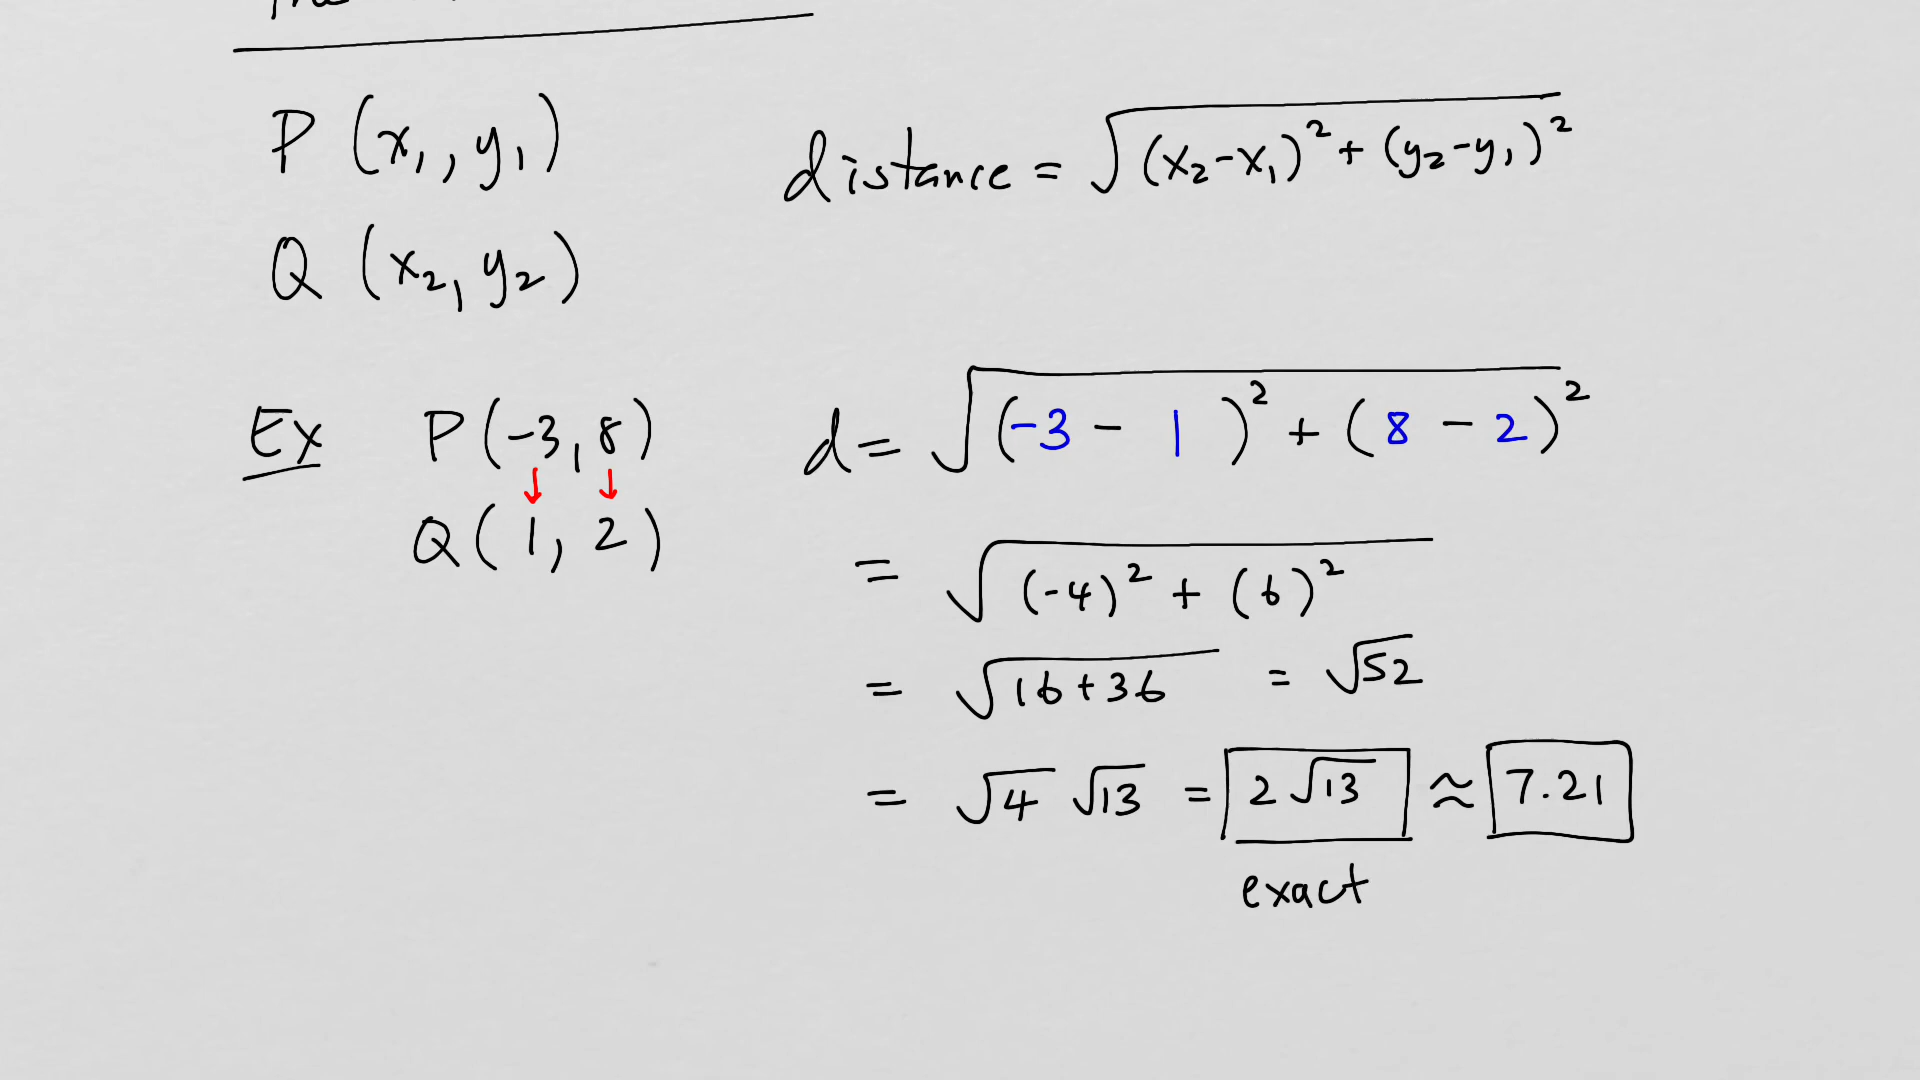 P (x₁, y₁)
distance = √((x₂-x₁)² + (y₂-y₁)²)
Q (x₂, y₂)
Ex P(-3, 8)
↓ ↓
Q(1, 2)
d = √((-3 - 1)² + (8 - 2)²)
= √((-4)² + (6)²)
= √(16+36) = √52
= √4 √13 = 2√13 ≈ 7.21
exact